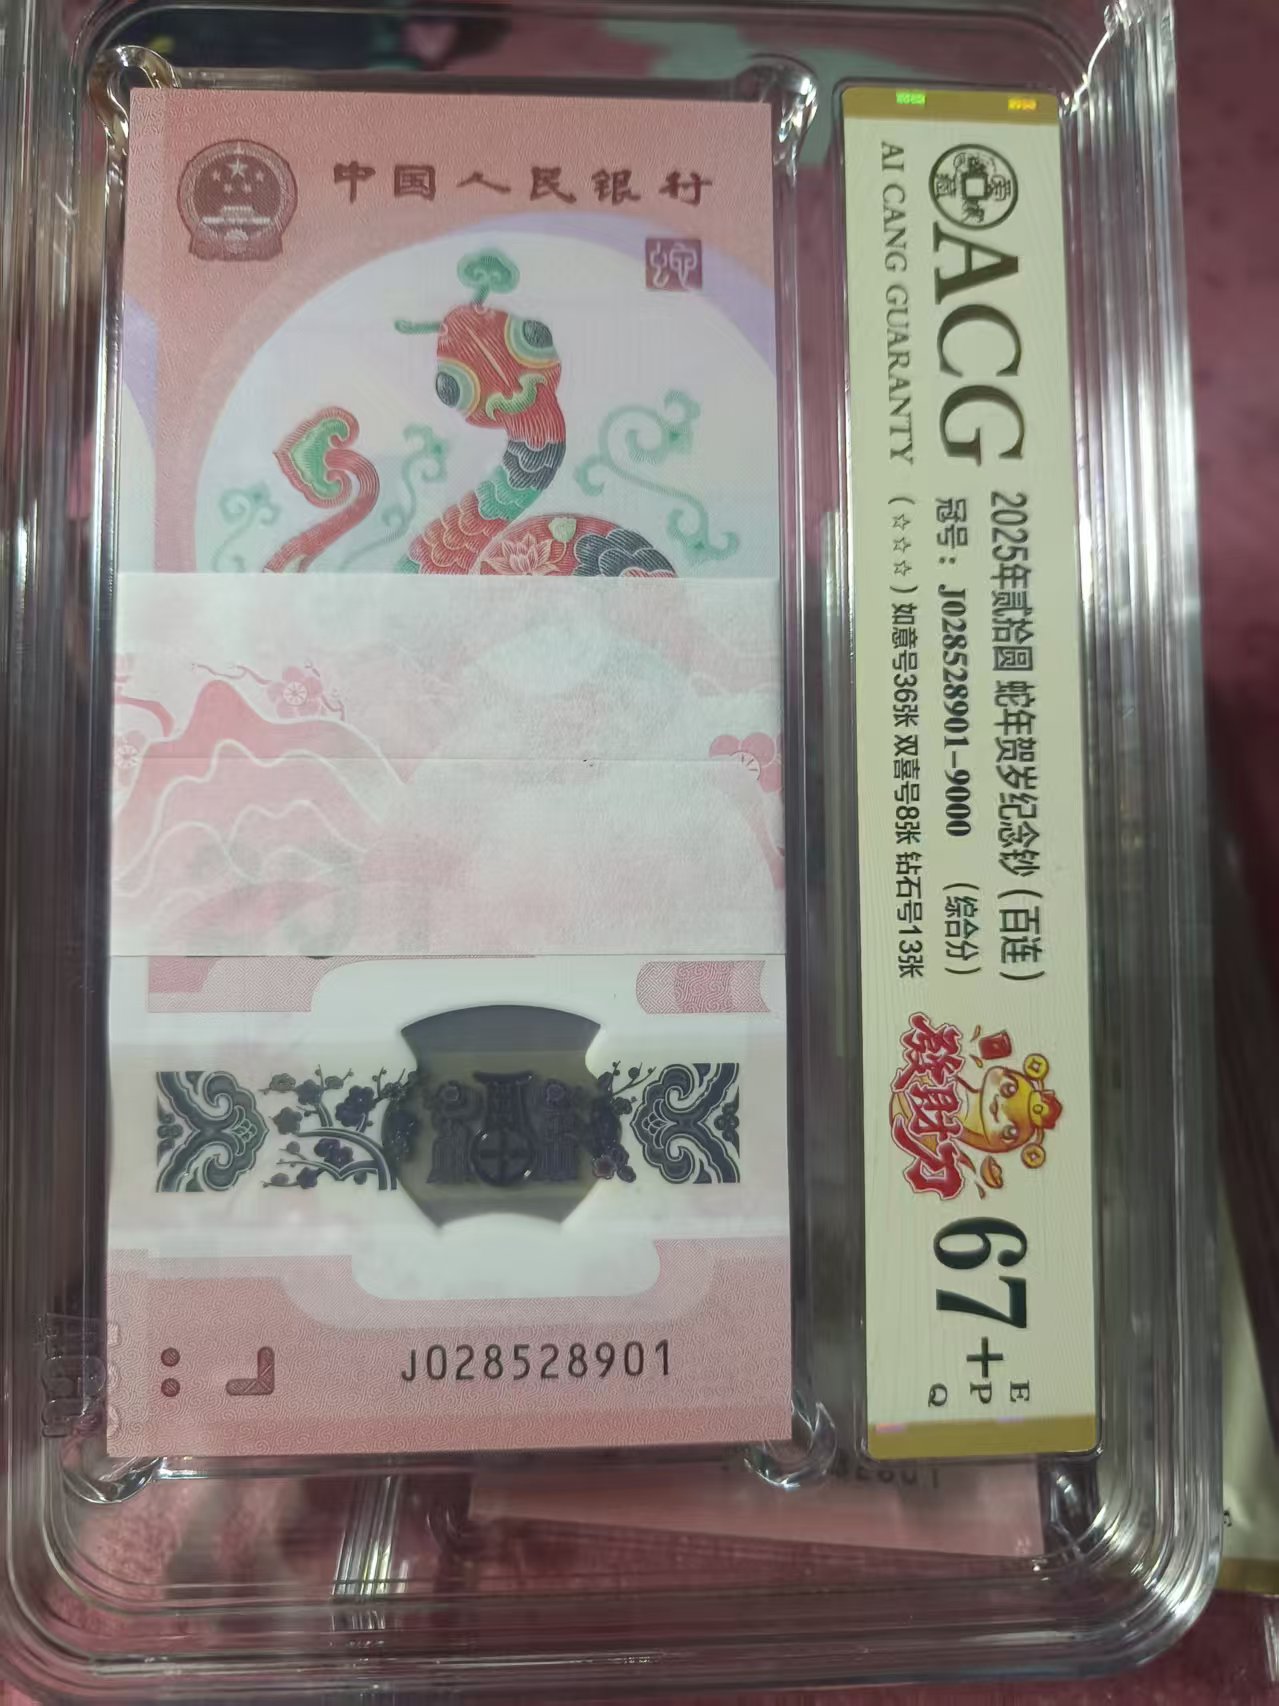 中国人民银行
蛇
J028528901
ACG
AI CANG GUARANTY
2025年贰拾圆 蛇年贺岁纪念钞（百连）
冠号：J028528901-9000 （综合分）
（☆☆☆）如意号36张 双喜号8张 钻石号13张
發财
67+
E
P
Q